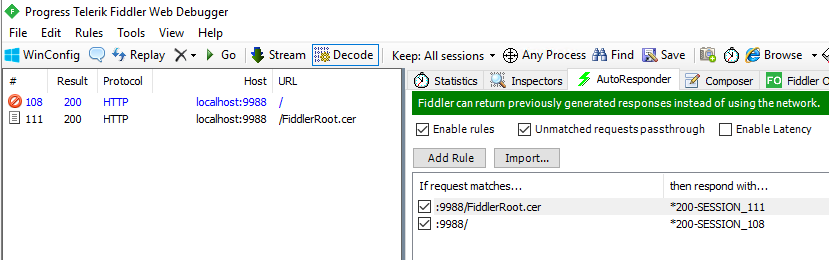 Progress Telerik Fiddler Web Debugger
File Edit Rules Tools View Help
WinConfig Replay Go Stream Decode Keep: All sessions Any Process Find Save Browse
# Result Protocol Host URL
108 200 HTTP localhost:9988 /
111 200 HTTP localhost:9988 /FiddlerRoot.cer
Statistics Inspectors AutoResponder Composer FO Fiddler O
Fiddler can return previously generated responses instead of using the network.
Enable rules Unmatched requests passthrough Enable Latency
Add Rule Import...
If request matches... then respond with...
:9988/FiddlerRoot.cer *200-SESSION_111
:9988/ *200-SESSION_108